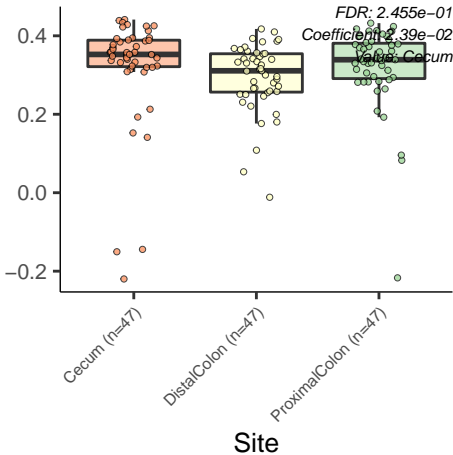 FDR: 2.455e−01
Coefficient: 2.39e−02
Value: Cecum
0.4
0.2
0.0
−0.2
Cecum (n=47)
DistalColon (n=47)
ProximalColon (n=47)
Site